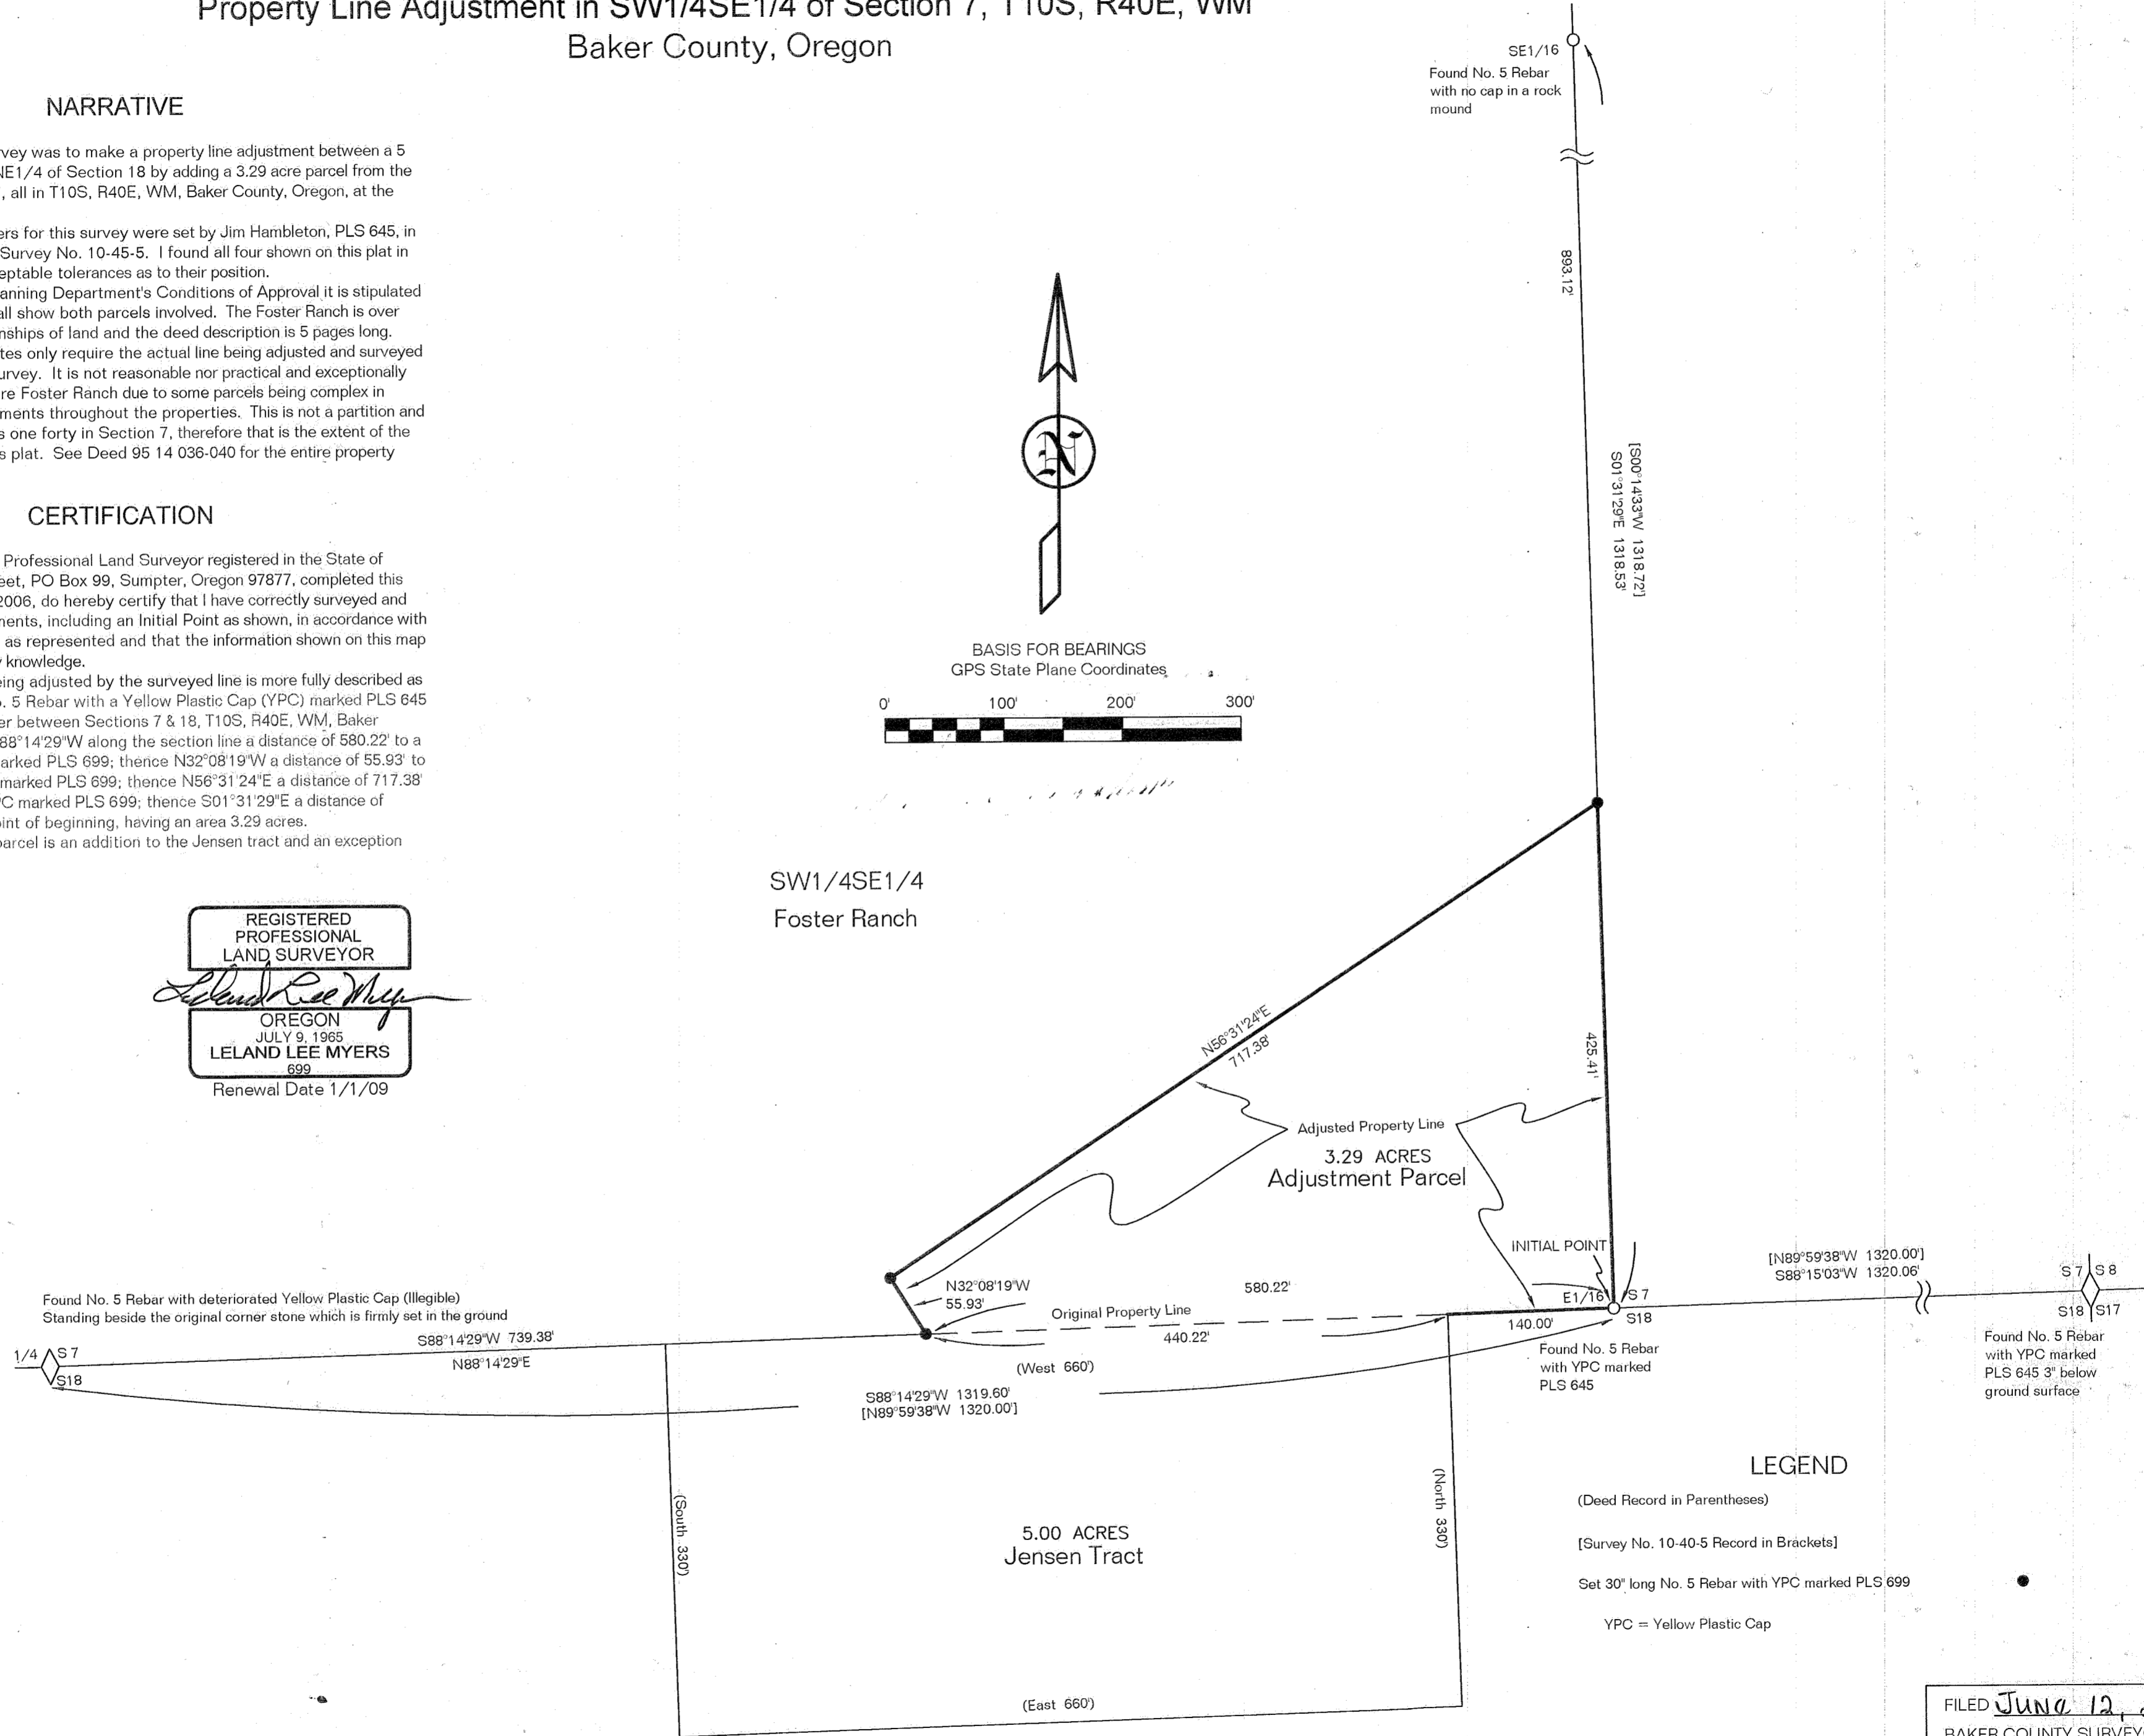 Property Line Adjustment in SW1/4SE1/4 of Section 7, T10S, R40E, WM
Baker County, Oregon
NARRATIVE
vey was to make a property line adjustment between a 5
NE1/4 of Section 18 by adding a 3.29 acre parcel from the
, all in T10S, R40E, WM, Baker County, Oregon, at the
ers for this survey were set by Jim Hambleton, PLS 645, in
Survey No. 10-45-5. I found all four shown on this plat in
eptable tolerances as to their position.
anning Department's Conditions of Approval it is stipulated
all show both parcels involved. The Foster Ranch is over
nships of land and the deed description is 5 pages long.
tes only require the actual line being adjusted and surveyed
urvey. It is not reasonable nor practical and exceptionally
re Foster Ranch due to some parcels being complex in
ments throughout the properties. This is not a partition and
s one forty in Section 7, therefore that is the extent of the
s plat. See Deed 95 14 036-040 for the entire property
CERTIFICATION
Professional Land Surveyor registered in the State of
eet, PO Box 99, Sumpter, Oregon 97877, completed this
2006, do hereby certify that I have correctly surveyed and
ments, including an Initial Point as shown, in accordance with
as represented and that the information shown on this map
knowledge.
ing adjusted by the surveyed line is more fully described as
. 5 Rebar with a Yellow Plastic Cap (YPC) marked PLS 645
er between Sections 7 & 18, T10S, R40E, WM, Baker
88°14'29"W along the section line a distance of 580.22' to a
arked PLS 699; thence N32°08'19"W a distance of 55.93' to
marked PLS 699; thence N56°31'24"E a distance of 717.38'
C marked PLS 699; thence S01°31'29"E a distance of
int of beginning, having an area 3.29 acres.
parcel is an addition to the Jensen tract and an exception
REGISTERED
PROFESSIONAL
LAND SURVEYOR
Leland Lee Myers
OREGON
JULY 9, 1965
LELAND LEE MYERS
699
Renewal Date 1/1/09
SE1/16
Found No. 5 Rebar
with no cap in a rock
mound
893.12'
[S00°14'33"W 1318.72']
S01°31'29"E 1318.53'
N
BASIS FOR BEARINGS
GPS State Plane Coordinates
0' 100' 200' 300'
SW1/4SE1/4
Foster Ranch
N56°31'24"E
717.38'
425.41'
Adjusted Property Line
3.29 ACRES
Adjustment Parcel
INITIAL POINT
N32°08'19"W
55.93'
580.22'
Original Property Line
440.22'
E1/16 S 7
140.00' S18
Found No. 5 Rebar
with YPC marked
PLS 645
[N89°59'38"W 1320.00']
S88°15'03"W 1320.06'
S 7 S 8
S18 S17
Found No. 5 Rebar
with YPC marked
PLS 645 3" below
ground surface
Found No. 5 Rebar with deteriorated Yellow Plastic Cap (Illegible)
Standing beside the original corner stone which is firmly set in the ground
S88°14'29"W 739.38'
N88°14'29"E
1/4 S 7
S18
(West 660')
S88°14'29"W 1319.60'
[N89°59'38"W 1320.00']
(South 330')
(North 330')
5.00 ACRES
Jensen Tract
(East 660')
LEGEND
(Deed Record in Parentheses)
[Survey No. 10-40-5 Record in Brackets]
Set 30" long No. 5 Rebar with YPC marked PLS 699
YPC = Yellow Plastic Cap
FILED June 12,
BAKER COUNTY SURVEY